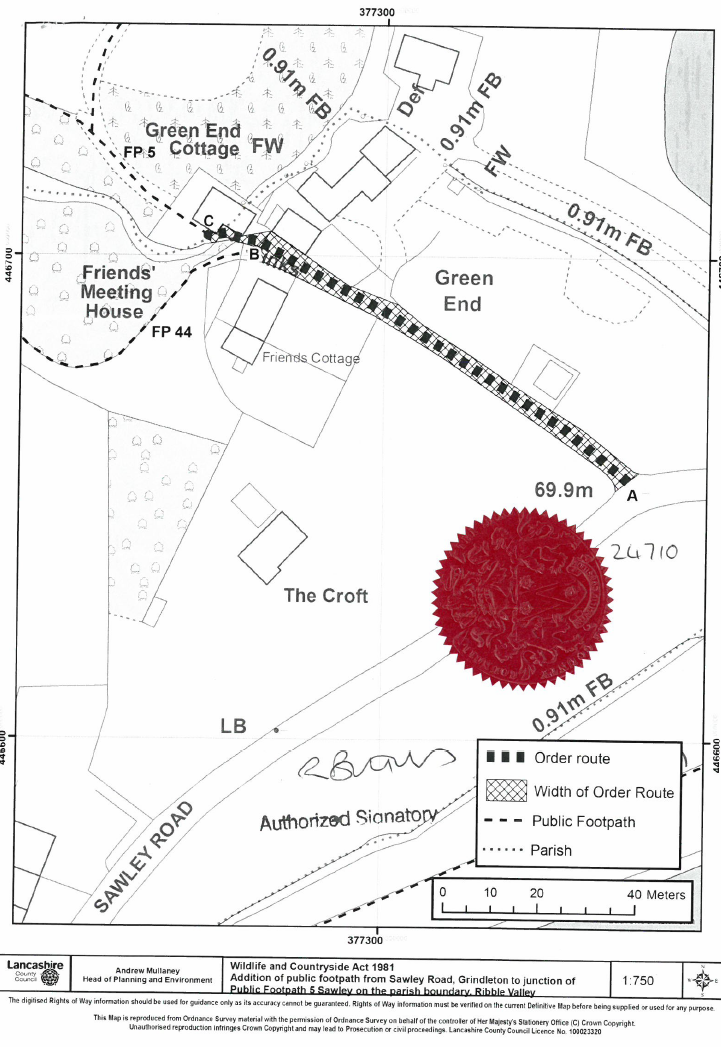 377300
0.91m FB
Def
0.91m FB
Green End
Cottage FW
FP 5
FW
0.91m FB
C
B
446700
Friends'
Meeting
House
Green
End
FP 44
Friends Cottage
69.9m
A
24710
The Croft
0.91m FB
LB
446600
446600
Order route
Width of Order Route
Public Footpath
Parish
Authorized Signatory
SAWLEY ROAD
0 10 20 40 Meters
377300
Lancashire
County
Council
Andrew Mullaney
Head of Planning and Environment
Wildlife and Countryside Act 1981
Addition of public footpath from Sawley Road, Grindleton to junction of
Public Footpath 5 Sawley on the parish boundary, Ribble Valley
1:750
The digitised Rights of Way information should be used for guidance only as its accuracy cannot be guaranteed. Rights of Way information must be verified on the current Definitive Map before being supplied or used for any purpose.
This Map is reproduced from Ordnance Survey material with the permission of Ordnance Survey on behalf of the controller of Her Majesty's Stationery Office (C) Crown Copyright.
Unauthorised reproduction infringes Crown Copyright and may lead to Prosecution or civil proceedings. Lancashire County Council Licence No. 100023320